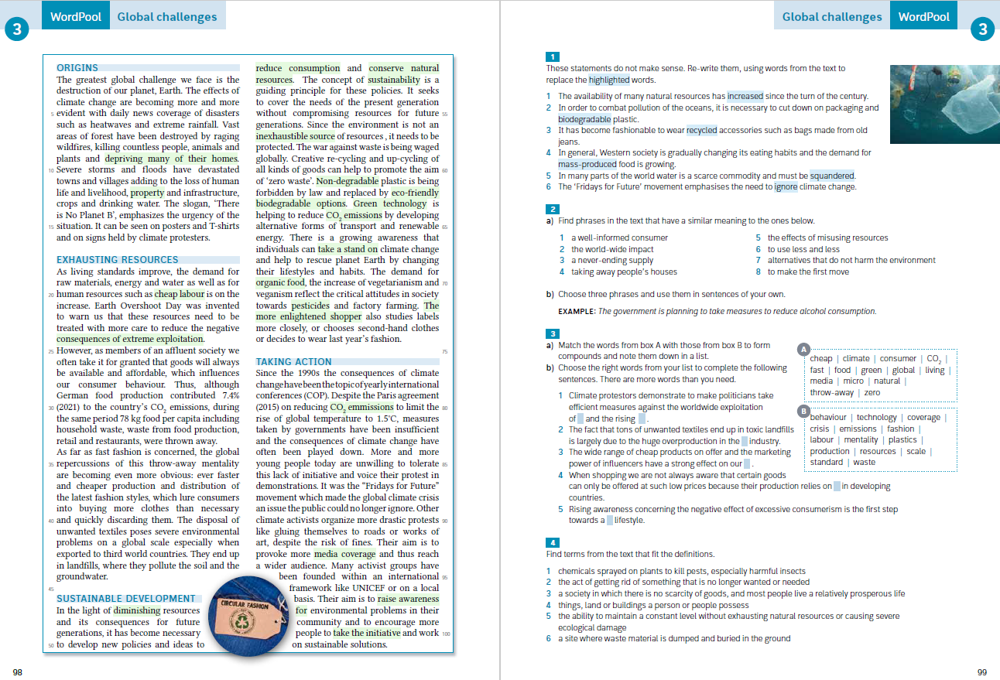 3
WordPool
Global challenges
ORIGINS
The greatest global challenge we face is the
destruction of our planet, Earth. The effects of
climate change are becoming more and more
5 evident with daily news coverage of disasters
such as heatwaves and extreme rainfall. Vast
areas of forest have been destroyed by raging
wildfires, killing countless people, animals and
plants and depriving many of their homes.
10 Severe storms and floods have devastated
towns and villages adding to the loss of human
life and livelihood, property and infrastructure,
crops and drinking water. The slogan, ‘There
is No Planet B’, emphasizes the urgency of the
15 situation. It can be seen on posters and T-shirts
and on signs held by climate protesters.
EXHAUSTING RESOURCES
As living standards improve, the demand for
raw materials, energy and water as well as for
20 human resources such as cheap labour is on the
increase. Earth Overshoot Day was invented
to warn us that these resources need to be
treated with more care to reduce the negative
consequences of extreme exploitation.
25 However, as members of an affluent society we
often take it for granted that goods will always
be available and affordable, which influences
our consumer behaviour. Thus, although
German food production contributed 7.4%
30 (2021) to the country’s CO₂ emissions, during
the same period 78 kg food per capita including
household waste, waste from food production,
retail and restaurants, were thrown away.
As far as fast fashion is concerned, the global
35 repercussions of this throw-away mentality
are becoming even more obvious: ever faster
and cheaper production and distribution of
the latest fashion styles, which lure consumers
into buying more clothes than necessary
40 and quickly discarding them. The disposal of
unwanted textiles poses severe environmental
problems on a global scale especially when
exported to third world countries. They end up
in landfills, where they pollute the soil and the
groundwater.
45
SUSTAINABLE DEVELOPMENT
In the light of diminishing resources
and its consequences for future
generations, it has become necessary
50 to develop new policies and ideas to
CIRCULAR FASHION
reduce consumption and conserve natural
resources. The concept of sustainability is a
guiding principle for these policies. It seeks
to cover the needs of the present generation
without compromising resources for future 55
generations. Since the environment is not an
inexhaustible source of resources , it needs to be
protected. The war against waste is being waged
globally. Creative re-cycling and up-cycling of
all kinds of goods can help to promote the aim 60
of ‘zero waste’. Non-degradable plastic is being
forbidden by law and replaced by eco-friendly
biodegradable options. Green technology is
helping to reduce CO₂ emissions by developing
alternative forms of transport and renewable 65
energy. There is a growing awareness that
individuals can take a stand on climate change
and help to rescue planet Earth by changing
their lifestyles and habits. The demand for
organic food, the increase of vegetarianism and 70
veganism reflect the critical attitudes in society
towards pesticides and factory farming. The
more enlightened shopper also studies labels
more closely, or chooses second-hand clothes
or decides to wear last year’s fashion.
75
TAKING ACTION
Since the 1990s the consequences of climate
change have been the topic of yearly international
conferences (COP). Despite the Paris agreement
(2015) on reducing CO₂ emmissions to limit the 80
rise of global temperature to 1.5°C, measures
taken by governments have been insufficient
and the consequences of climate change have
often been played down. More and more
young people today are unwilling to tolerate 85
this lack of initiative and voice their protest in
demonstrations. It was the “Fridays for Future”
movement which made the global climate crisis
an issue the public could no longer ignore. Other
climate activists organize more drastic protests 90
like gluing themselves to roads or works of
art, despite the risk of fines. Their aim is to
provoke more media coverage and thus reach
a wider audience. Many activist groups have
been founded within an international 95
framework like UNICEF or on a local
basis. Their aim is to raise awareness
for environmental problems in their
community and to encourage more
people to take the initiative and work 100
on sustainable solutions.
98
Global challenges
WordPool
3
1
These statements do not make sense. Re-write them, using words from the text to
replace the highlighted words.
1 The availability of many natural resources has increased since the turn of the century.
2 In order to combat pollution of the oceans, it is necessary to cut down on packaging and
biodegradable plastic.
3 It has become fashionable to wear recycled accessories such as bags made from old
jeans.
4 In general, Western society is gradually changing its eating habits and the demand for
mass-produced food is growing.
5 In many parts of the world water is a scarce commodity and must be squandered.
6 The ‘Fridays for Future’ movement emphasises the need to ignore climate change.
2
a) Find phrases in the text that have a similar meaning to the ones below.
1 a well-informed consumer
2 the world-wide impact
3 a never-ending supply
4 taking away people’s houses
5 the effects of misusing resources
6 to use less and less
7 alternatives that do not harm the environment
8 to make the first move
b) Choose three phrases and use them in sentences of your own.
EXAMPLE: The government is planning to take measures to reduce alcohol consumption.
3
a) Match the words from box A with those from box B to form
compounds and note them down in a list.
b) Choose the right words from your list to complete the following
sentences. There are more words than you need.
1 Climate protestors demonstrate to make politicians take
efficient measures against the worldwide exploitation
of and the rising .
2 The fact that tons of unwanted textiles end up in toxic landfills
is largely due to the huge overproduction in the industry.
3 The wide range of cheap products on offer and the marketing
power of influencers have a strong effect on our .
4 When shopping we are not always aware that certain goods
can only be offered at such low prices because their production relies on in developing
countries.
5 Rising awareness concerning the negative effect of excessive consumerism is the first step
towards a lifestyle.
A
cheap | climate | consumer | CO₂ |
fast | food | green | global | living |
media | micro | natural |
throw-away | zero
B
behaviour | technology | coverage |
crisis | emissions | fashion |
labour | mentality | plastics |
production | resources | scale |
standard | waste
4
Find terms from the text that fit the definitions.
1 chemicals sprayed on plants to kill pests, especially harmful insects
2 the act of getting rid of something that is no longer wanted or needed
3 a society in which there is no scarcity of goods, and most people live a relatively prosperous life
4 things, land or buildings a person or people possess
5 the ability to maintain a constant level without exhausting natural resources or causing severe
ecological damage
6 a site where waste material is dumped and buried in the ground
99